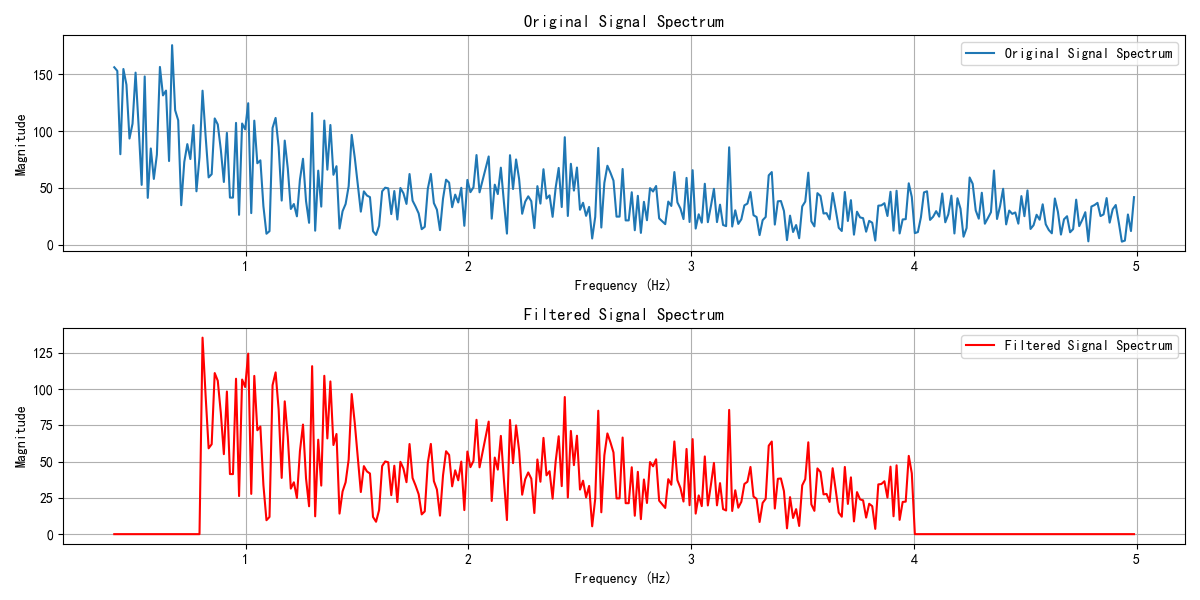 Original Signal Spectrum
Original Signal Spectrum
Magnitude
150
100
50
0
1 2 3 4 5
Frequency (Hz)
Filtered Signal Spectrum
Filtered Signal Spectrum
Magnitude
125
100
75
50
25
0
1 2 3 4 5
Frequency (Hz)